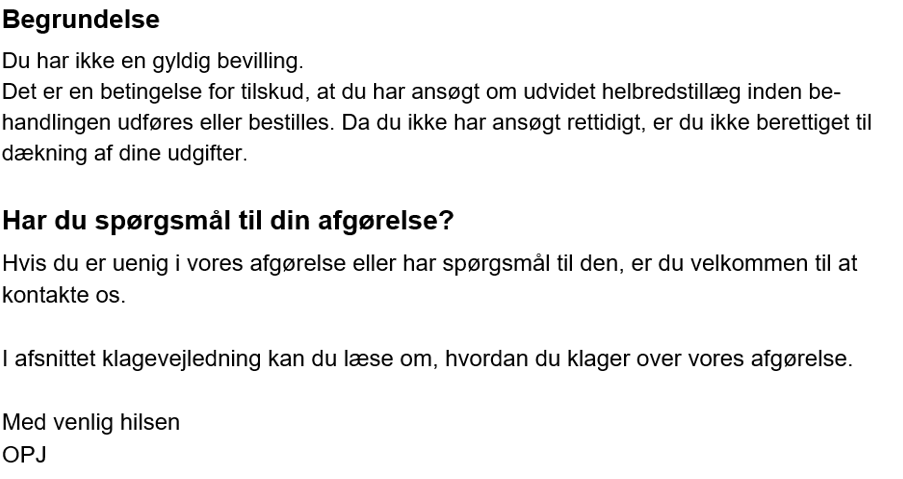 Begrundelse
Du har ikke en gyldig bevilling.
Det er en betingelse for tilskud, at du har ansøgt om udvidet helbredstillæg inden be-
handlingen udføres eller bestilles. Da du ikke har ansøgt rettidigt, er du ikke berettiget til
dækning af dine udgifter.
Har du spørgsmål til din afgørelse?
Hvis du er uenig i vores afgørelse eller har spørgsmål til den, er du velkommen til at
kontakte os.
I afsnittet klagevejledning kan du læse om, hvordan du klager over vores afgørelse.
Med venlig hilsen
OPJ